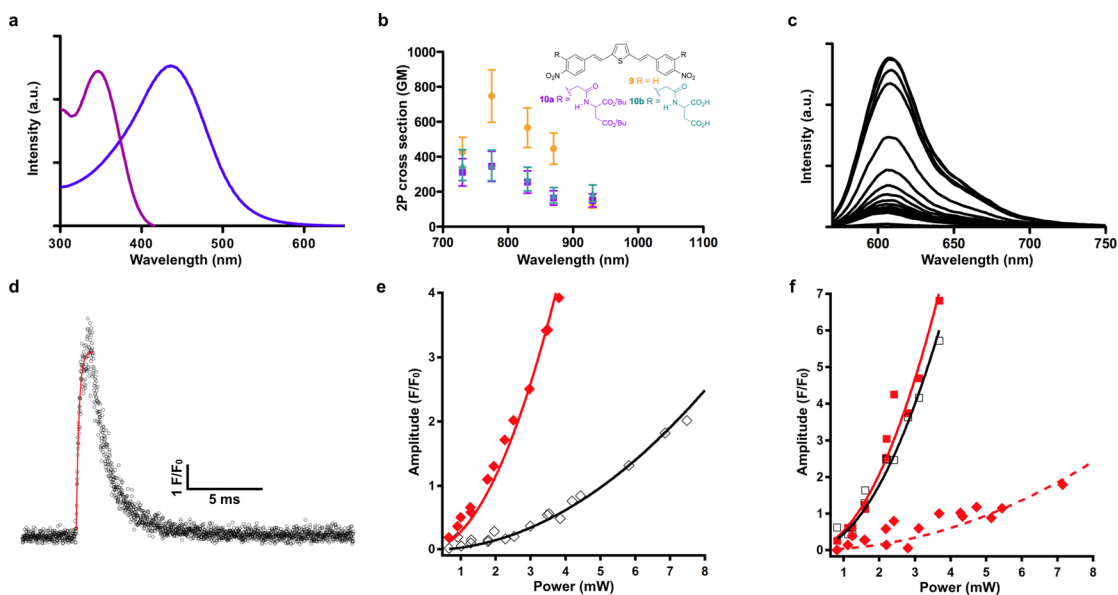 a
Intensity (a.u.)
300
400
500
600
Wavelength (nm)
b
2P cross section (GM)
1000
800
600
400
200
0
700
800
900
1000
1100
Wavelength (nm)
R
R
S
NO₂
NO₂
9 R = H
10a R =
O
N
H
CO₂ᵗBu
CO₂ᵗBu
10b R =
O
N
H
CO₂H
CO₂H
c
Intensity (a.u.)
600
650
700
750
Wavelength (nm)
d
1 F/F₀
5 ms
e
Amplitude (F/F₀)
4
3
2
1
0
1
2
3
4
5
6
7
8
Power (mW)
f
Amplitude (F/F₀)
7
6
5
4
3
2
1
0
1
2
3
4
5
6
7
8
Power (mW)